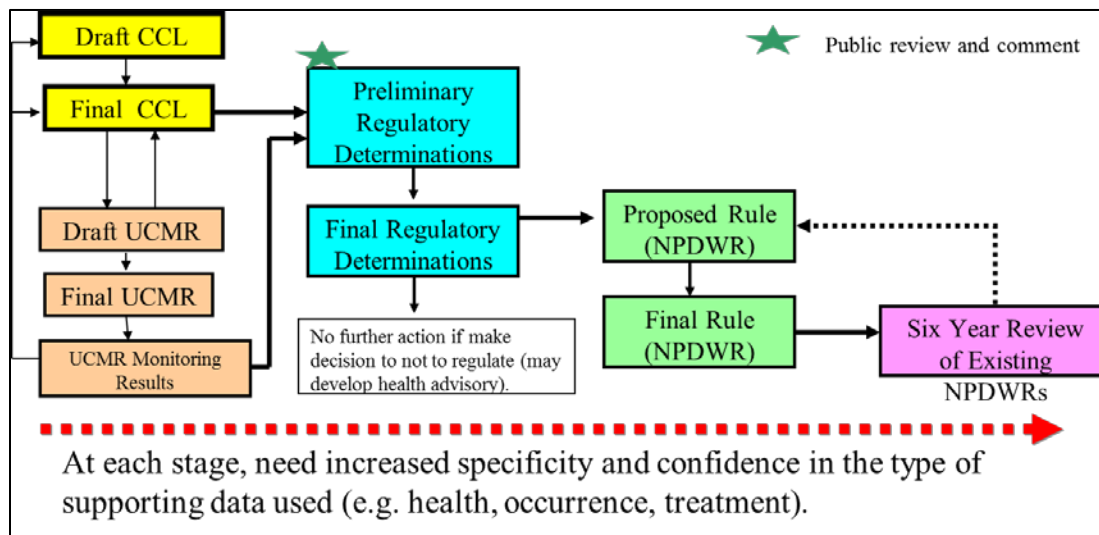 Draft CCL
Final CCL
Draft UCMR
Final UCMR
UCMR Monitoring
Results
Preliminary
Regulatory
Determinations
Final Regulatory
Determinations
No further action if make
decision to not to regulate (may
develop health advisory).
Public review and comment
Proposed Rule
(NPDWR)
Final Rule
(NPDWR)
Six Year Review
of Existing
NPDWRs
At each stage, need increased specificity and confidence in the type of
supporting data used (e.g. health, occurrence, treatment).